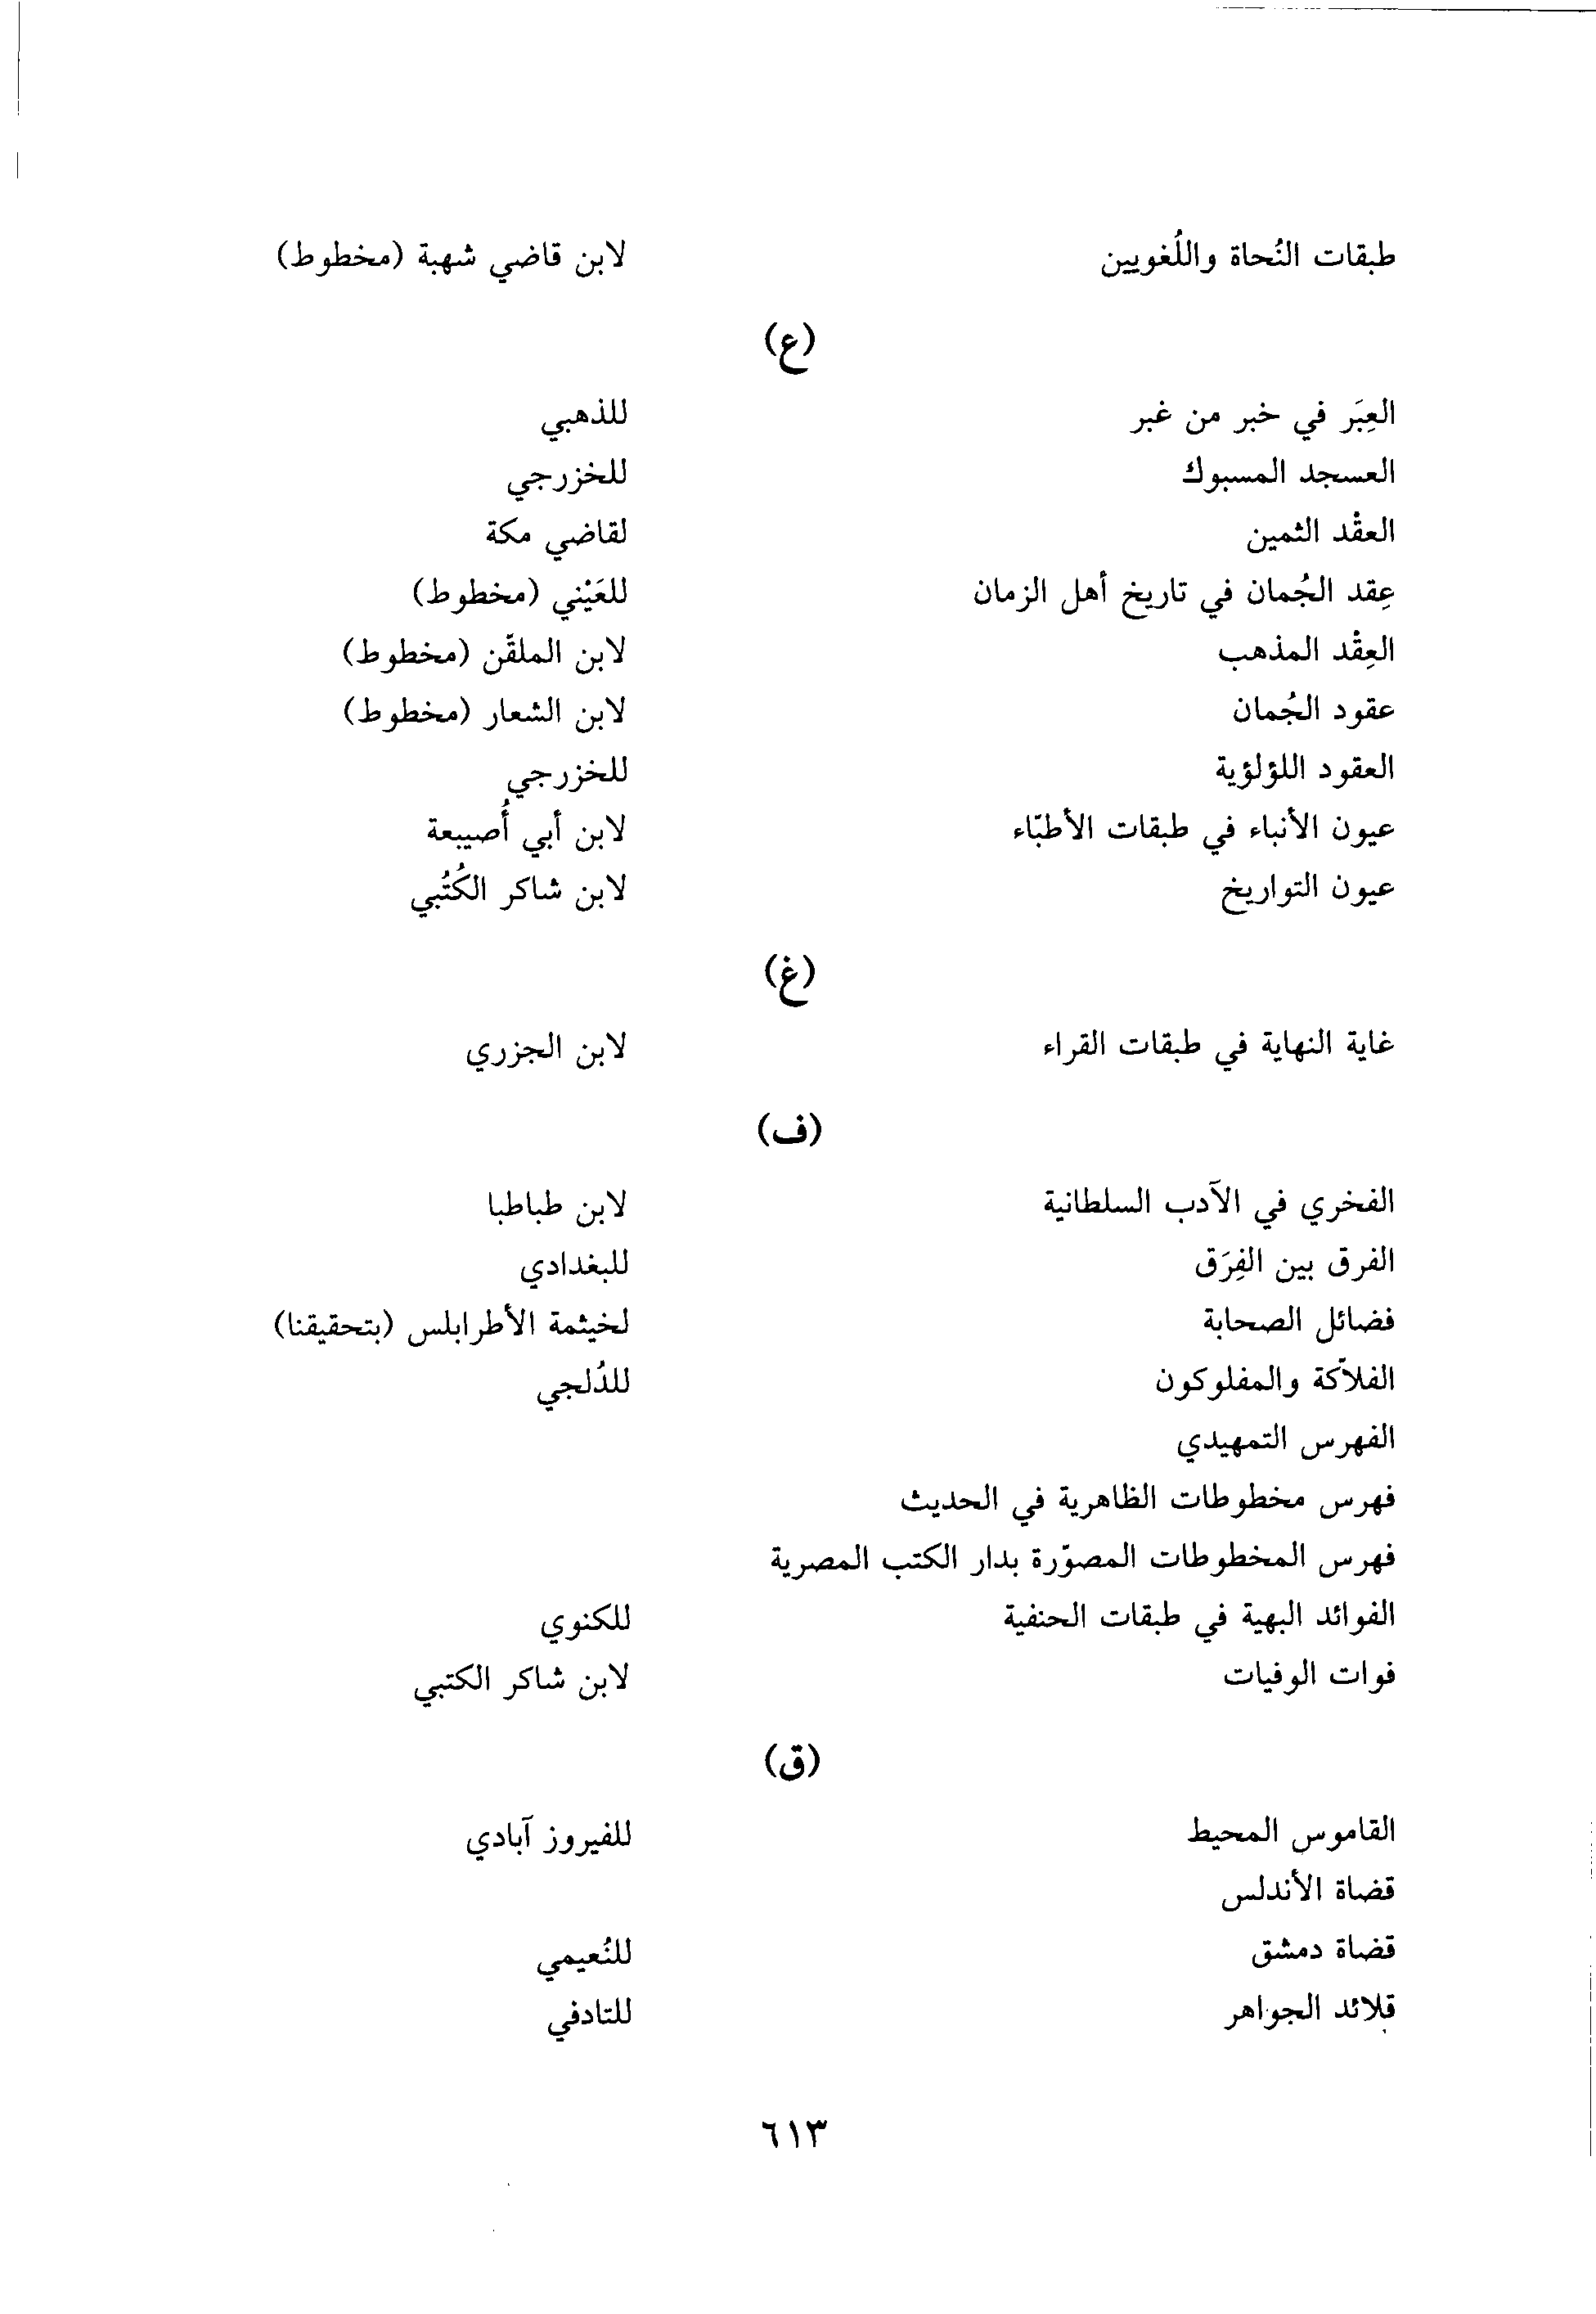 طبقات النُحاة واللُغويين لابن قاضي شهبة (مخطوط)
(ع)
العِبَر في خبر من غبر للذهبي
العسجد المسبوك للخزرجي
العقْد الثمين لقاضي مكة
عِقد الجُمان في تاريخ أهل الزمان للعَيْني (مخطوط)
العِقْد المذهب لابن الملقّن (مخطوط)
عقود الجُمان لابن الشعار (مخطوط)
العقود اللؤلؤية للخزرجي
عيون الأنباء في طبقات الأطبّاء لابن أبي أُصيبعة
عيون التواريخ لابن شاكر الكُتُبي
(غ)
غاية النهاية في طبقات القراء لابن الجزري
(ف)
الفخري في الآدب السلطانية لابن طباطبا
الفرق بين الفِرَق للبغدادي
فضائل الصحابة لخيثمة الأطرابلس (بتحقيقنا)
الفلاّكة والمفلوكون للدُلجي
الفهرس التمهيدي
فهرس مخطوطات الظاهرية في الحديث
فهرس المخطوطات المصوّرة بدار الكتب المصرية
الفوائد البهية في طبقات الحنفية للكنوي
فوات الوفيات لابن شاكر الكتبي
(ق)
القاموس المحيط للفيروز آبادي
قضاة الأندلس
قضاة دمشق للنُعيمي
قلائد الجواهر للتادفي
٦١٣